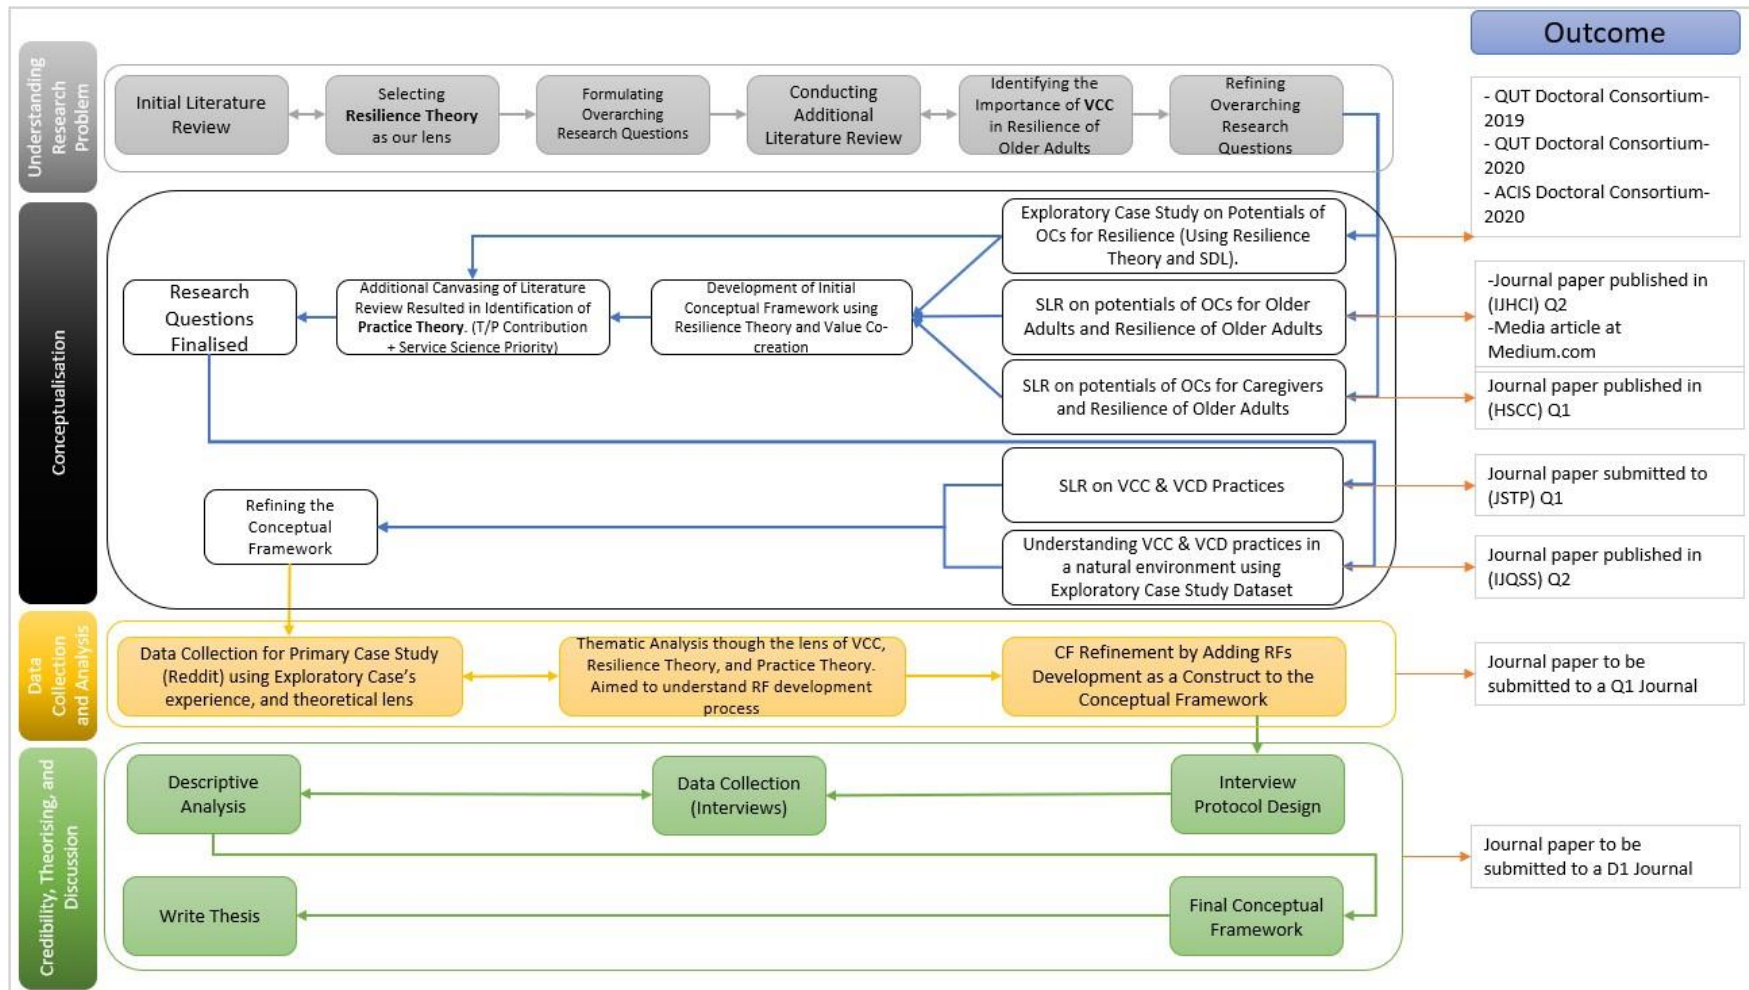 Outcome
Understanding
Research
Problem
Initial Literature
Review
Selecting
Resilience Theory
as our lens
Formulating
Overarching
Research Questions
Conducting
Additional
Literature Review
Identifying the
Importance of VCC
in Resilience of
Older Adults
Refining
Overarching
Research
Questions
- QUT Doctoral Consortium-
2019
- QUT Doctoral Consortium-
2020
- ACIS Doctoral Consortium-
2020
Conceptualisation
Exploratory Case Study on Potentials of
OCs for Resilience (Using Resilience
Theory and SDL).
Research
Questions
Finalised
Additional Canvasing of Literature
Review Resulted in Identification of
Practice Theory. (T/P Contribution
+ Service Science Priority)
Development of Initial
Conceptual Framework using
Resilience Theory and Value Co-
creation
SLR on potentials of OCs for Older
Adults and Resilience of Older Adults
-Journal paper published in
(IJHCI) Q2
-Media article at
Medium.com
SLR on potentials of OCs for Caregivers
and Resilience of Older Adults
Journal paper published in
(HSCC) Q1
SLR on VCC & VCD Practices
Journal paper submitted to
(JSTP) Q1
Refining the
Conceptual
Framework
Understanding VCC & VCD practices in
a natural environment using
Exploratory Case Study Dataset
Journal paper published in
(IJQSS) Q2
Data
Collection
and Analysis
Data Collection for Primary Case Study
(Reddit) using Exploratory Case's
experience, and theoretical lens
Thematic Analysis though the lens of VCC,
Resilience Theory, and Practice Theory.
Aimed to understand RF development
process
CF Refinement by Adding RFs
Development as a Construct to the
Conceptual Framework
Journal paper to be
submitted to a Q1 Journal
Credibility, Theorising, and
Discussion
Descriptive
Analysis
Data Collection
(Interviews)
Interview
Protocol Design
Journal paper to be
submitted to a D1 Journal
Write Thesis
Final Conceptual
Framework